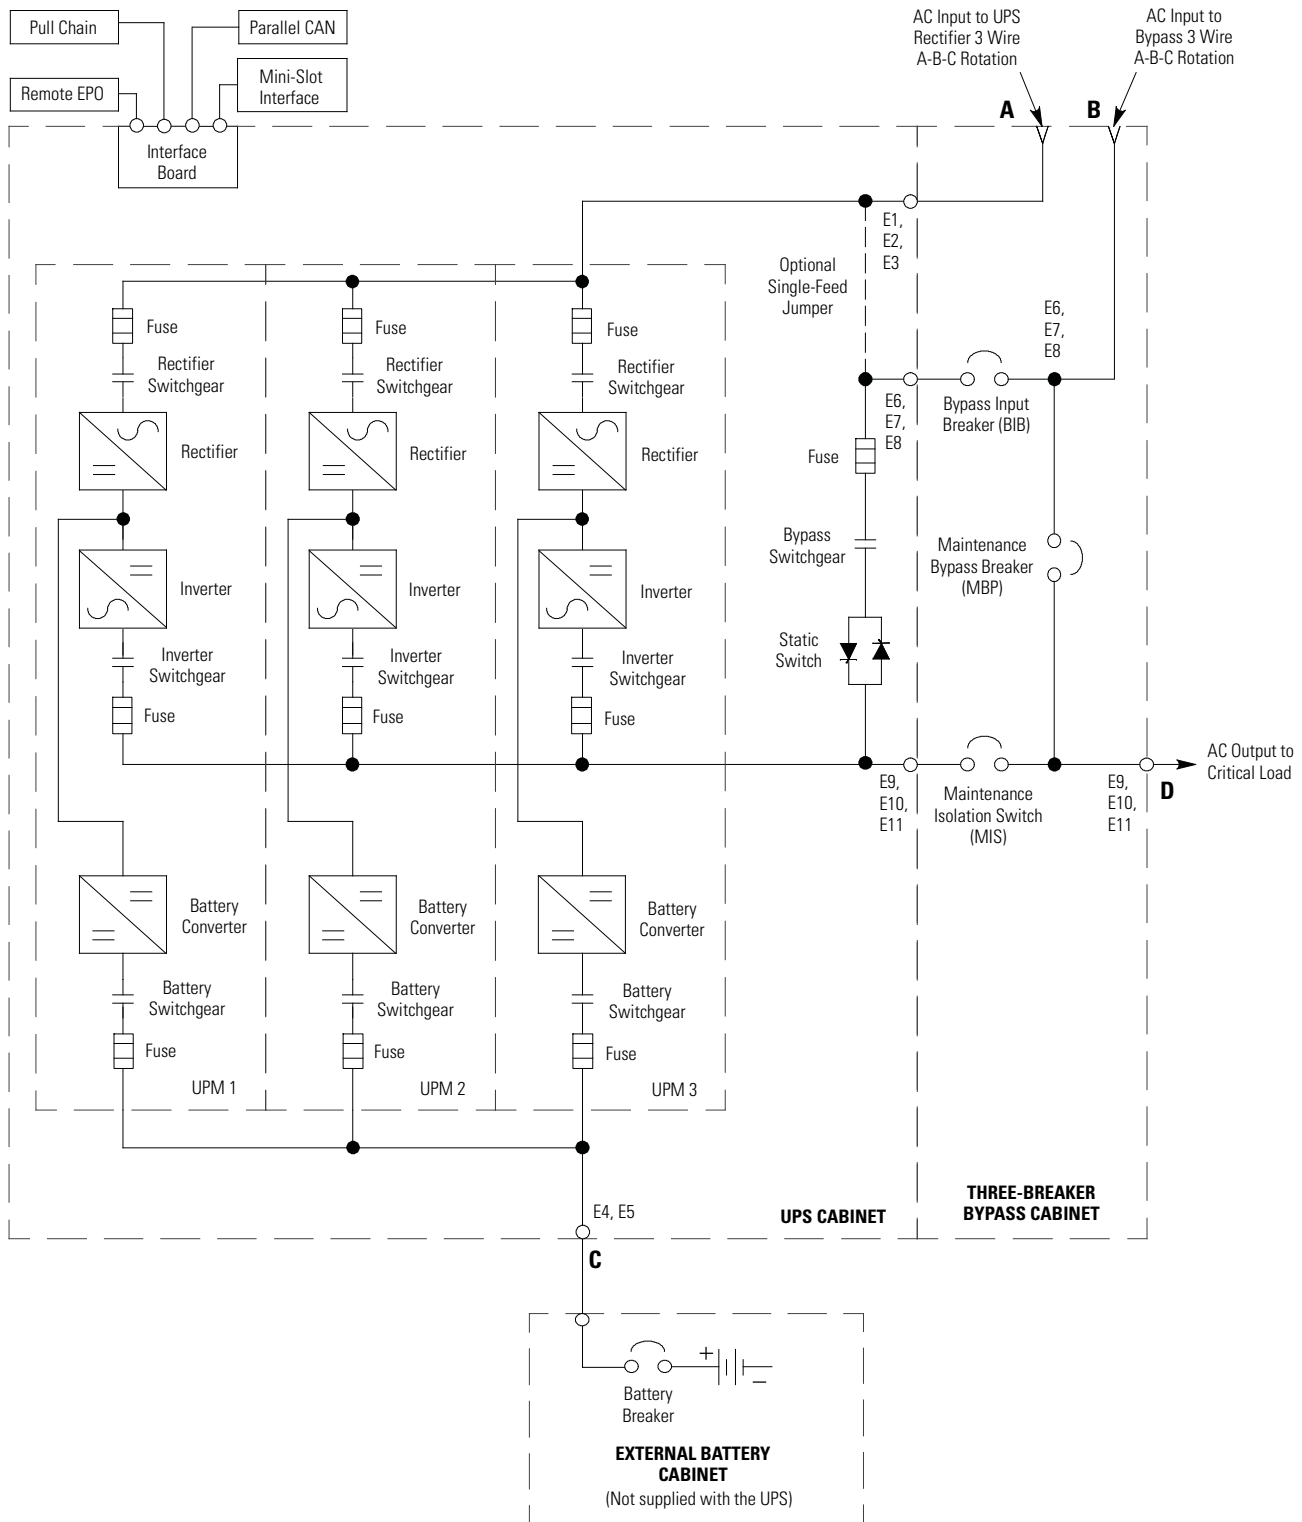 Pull Chain
Parallel CAN
Remote EPO
Mini-Slot
Interface
Interface
Board
AC Input to UPS
Rectifier 3 Wire
A-B-C Rotation
AC Input to
Bypass 3 Wire
A-B-C Rotation
A
B
E1,
E2,
E3
Optional
Single-Feed
Jumper
E6,
E7,
E8
E6,
E7,
E8
Bypass Input
Breaker (BIB)
Fuse
Bypass
Switchgear
Maintenance
Bypass Breaker
(MBP)
Static
Switch
E9,
E10,
E11
Maintenance
Isolation Switch
(MIS)
E9,
E10,
E11
D
AC Output to
Critical Load
Fuse
Rectifier
Switchgear
Rectifier
Inverter
Inverter
Switchgear
Fuse
Battery
Converter
Battery
Switchgear
Fuse
UPM 1
Fuse
Rectifier
Switchgear
Rectifier
Inverter
Inverter
Switchgear
Fuse
Battery
Converter
Battery
Switchgear
Fuse
UPM 2
Fuse
Rectifier
Switchgear
Rectifier
Inverter
Inverter
Switchgear
Fuse
Battery
Converter
Battery
Switchgear
Fuse
UPM 3
E4, E5
C
UPS CABINET
THREE-BREAKER
BYPASS CABINET
+
–
Battery
Breaker
EXTERNAL BATTERY
CABINET
(Not supplied with the UPS)